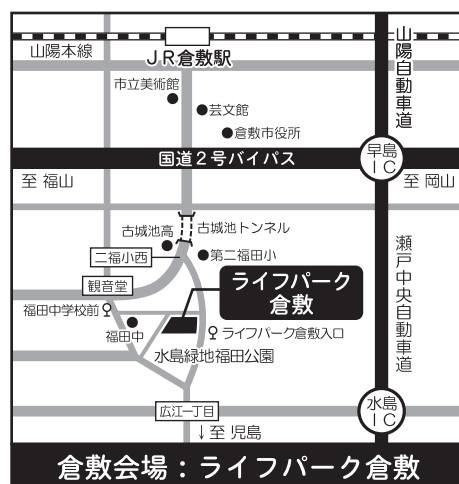 山陽本線
JR倉敷駅
山陽自動車道
市立美術館
芸文館
倉敷市役所
国道2号バイパス
早島
IC
至 福山
至 岡山
古城池高
古城池トンネル
二福小西
第二福田小
瀬戸中央自動車道
観音堂
ライフパーク
倉敷
福田中学校前
福田中
ライフパーク倉敷入口
水島緑地福田公園
広江一丁目
水島
IC
↓至 児島
倉敷会場：ライフパーク倉敷